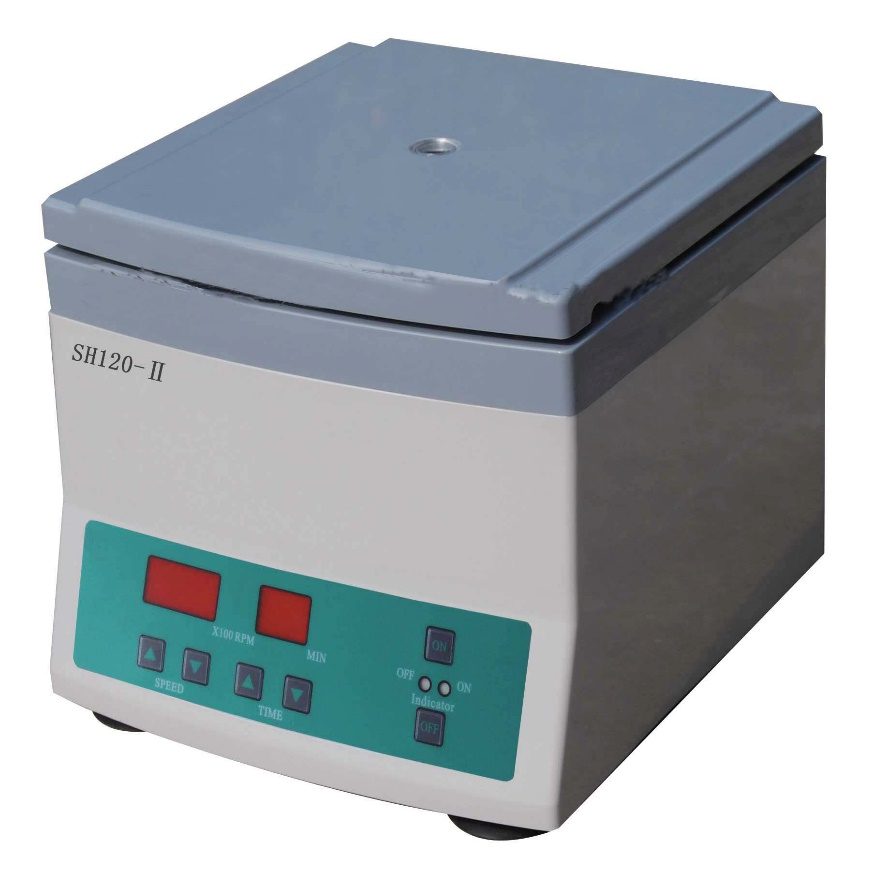 SH120-Ⅱ
X100 RPM
MIN
SPEED
TIME
ON
OFF ON
Indicator
OFF